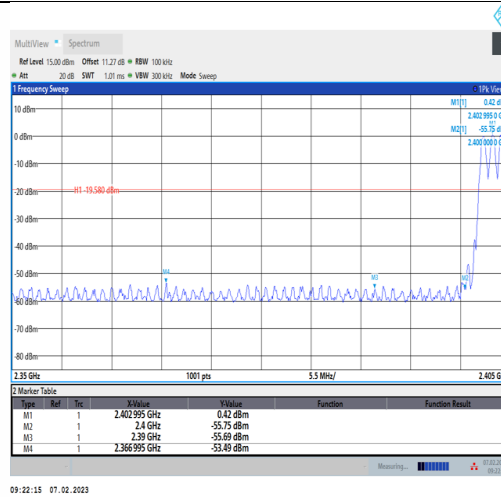 MultiView Spectrum
Ref Level 15.00 dBm Offset 11.27 dB RBW 100 kHz
Att 20 dB SWT 1.01 ms VBW 300 kHz Mode Sweep
1 Frequency Sweep 1Pk Vie
M1[1] 0.42 d
2.402 995 0 G
M2[1] -55.75 d
2.400 000 0 G
10 dBm
0 dBm
-10 dBm
-20 dBm
H1 -19.580 dBm
-30 dBm
-40 dBm
-50 dBm
-60 dBm
-70 dBm
-80 dBm
M1
M4
M3
M2
2.35 GHz 1001 pts 5.5 MHz/ 2.405 G
2 Marker Table
Type Ref Trc X-Value Y-Value Function Function Result
M1 1 2.402 995 GHz 0.42 dBm
M2 1 2.4 GHz -55.75 dBm
M3 1 2.39 GHz -55.69 dBm
M4 1 2.366 995 GHz -53.49 dBm
Measuring...
09:22:15 07.02.2023